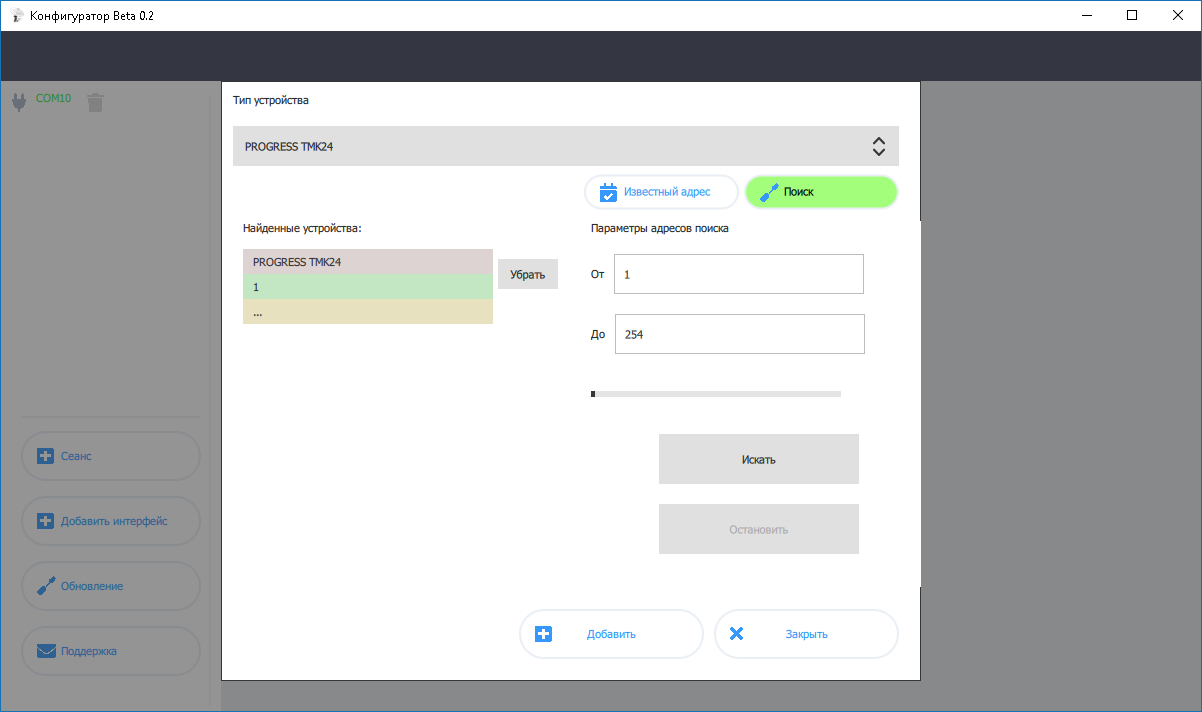 Конфигуратор Beta 0.2
COM10
Тип устройства
PROGRESS TMK24
Известный адрес
Поиск
Найденные устройства:
Параметры адресов поиска
PROGRESS TMK24
1
...
Убрать
От
1
До
254
Искать
Остановить
Добавить
Закрыть
Сеанс
Добавить интерфейс
Обновление
Поддержка